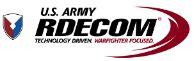 U.S. ARMY
RDECOM
TECHNOLOGY DRIVEN. WARFIGHTER FOCUSED.